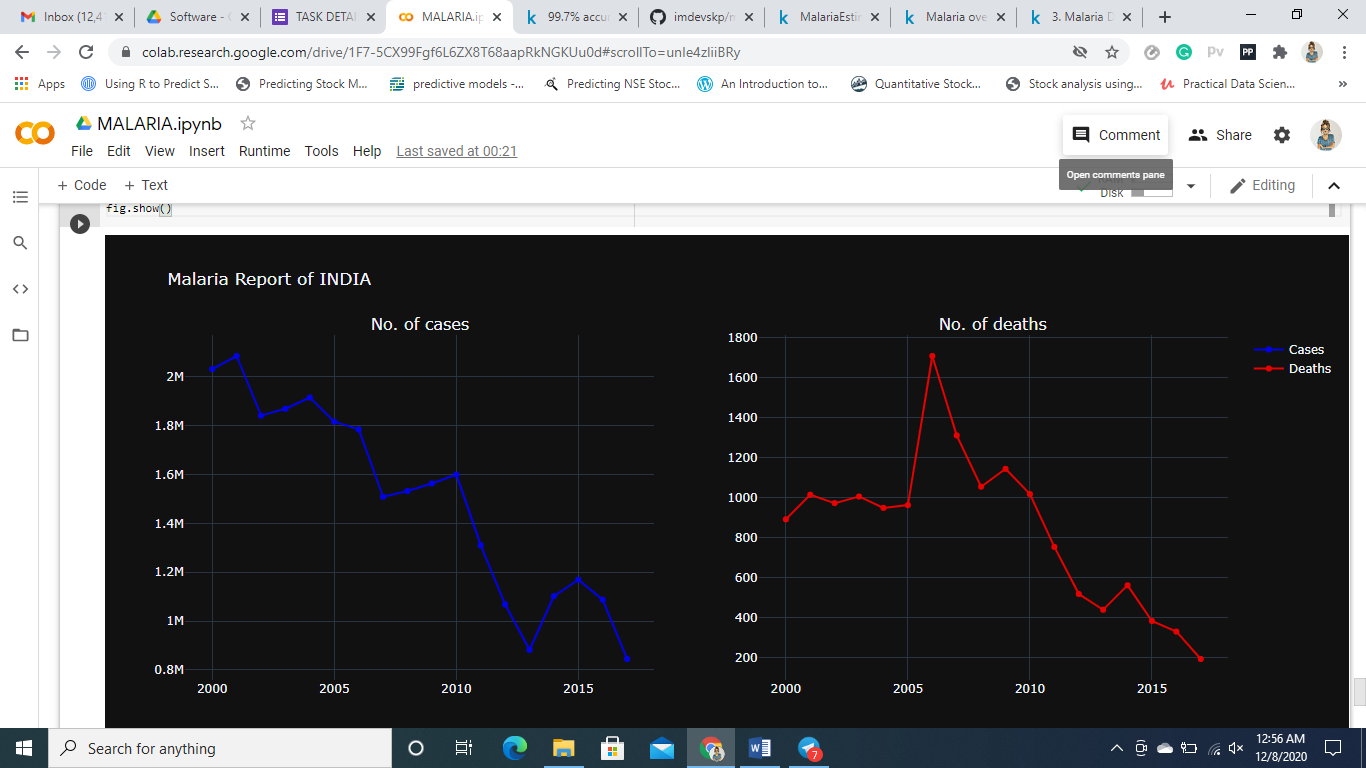 Inbox (12,4
Software - G
TASK DETAI
MALARIA.ip
99.7% accu
imdevskp/n
MalariaEstin
Malaria ove
3. Malaria D
colab.research.google.com/drive/1F7-5CX99Fgf6L6ZX8T68aapRkNGKUu0d#scrollTo=unIe4zliiBRy
Apps
Using R to Predict S...
Predicting Stock M...
predictive models -...
Predicting NSE Stoc...
An Introduction to...
Quantitative Stock...
Stock analysis using...
Practical Data Scien...
MALARIA.ipynb
Comment
Share
File Edit View Insert Runtime Tools Help Last saved at 00:21
Open comments pane
+ Code + Text
Disk
Editing
fig.show()
Malaria Report of INDIA
No. of cases
2M
1.8M
1.6M
1.4M
1.2M
1M
0.8M
2000 2005 2010 2015
No. of deaths
1800
1600
1400
1200
1000
800
600
400
200
2000 2005 2010 2015
Cases
Deaths
Search for anything
7
12:56 AM
12/8/2020